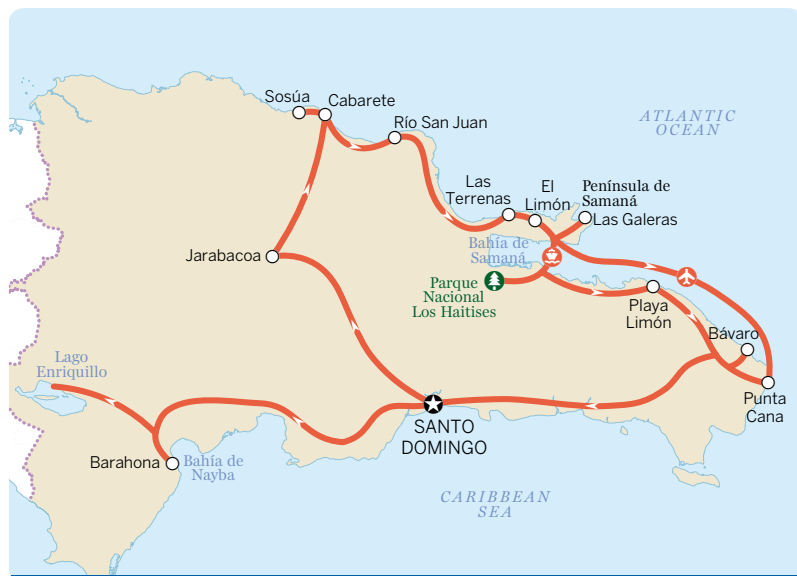 Sosúa
Cabarete
Río San Juan
ATLANTIC
OCEAN
Las
Terrenas
El
Limón
Península de
Samaná
Las Galeras
Bahía de
Samaná
Jarabacoa
Parque
Nacional
Los Haitises
Playa
Limón
Bávaro
Lago
Enriquillo
Punta
Cana
SANTO
DOMINGO
Barahona
Bahía de
Nayba
CARIBBEAN
SEA